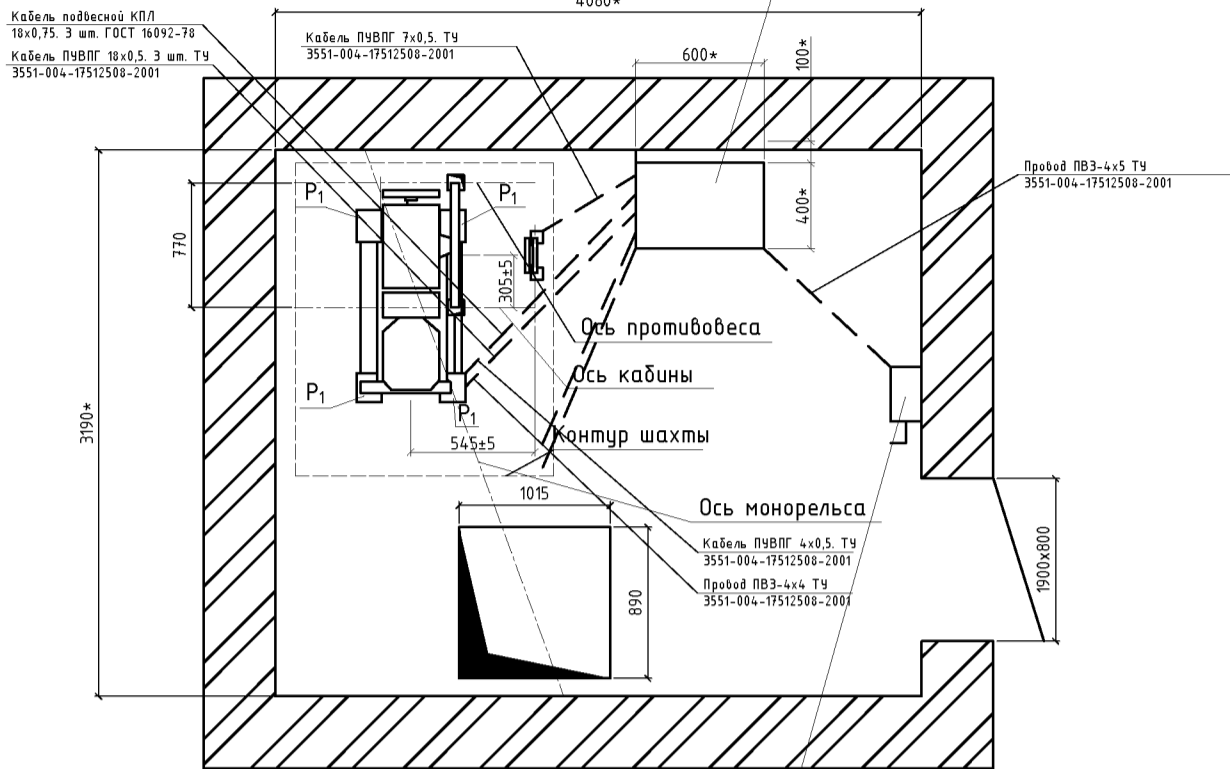 4080*
Кабель подвесной КПЛ
18х0,75. 3 шт. ГОСТ 16092-78
Кабель ПУВПГ 18х0,5. 3 шт. ТУ
3551-004-17512508-2001
Кабель ПУВПГ 7х0,5. ТУ
3551-004-17512508-2001
600*
100*
400*
Провод ПВ3-4х5 ТУ
3551-004-17512508-2001
P1
P1
770
305±5
Ось противовеса
Ось кабины
P1
P1
545±5
Контур шахты
3190*
1015
Ось монорельса
Кабель ПУВПГ 4х0,5. ТУ
3551-004-17512508-2001
Провод ПВ3-4х4 ТУ
3551-004-17512508-2001
890
1900х800